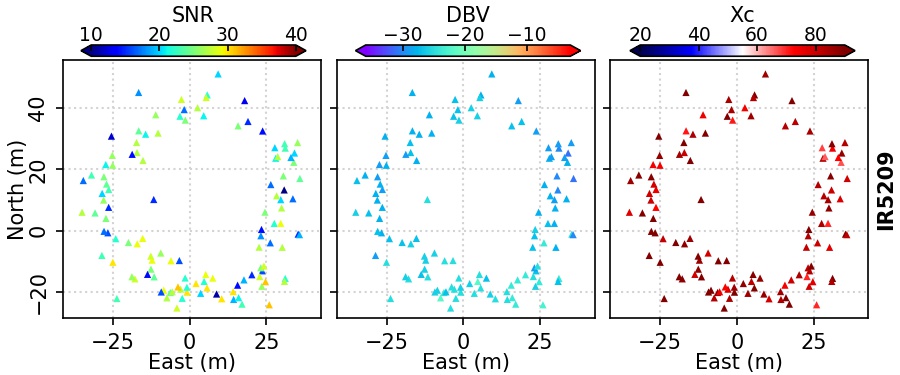 SNR DBV Xc
10 20 30 40 −30 −20 −10 20 40 60 80
North (m)
40
20
0
−20
−25 0 25 −25 0 25 −25 0 25
East (m) East (m) East (m)
IR5209